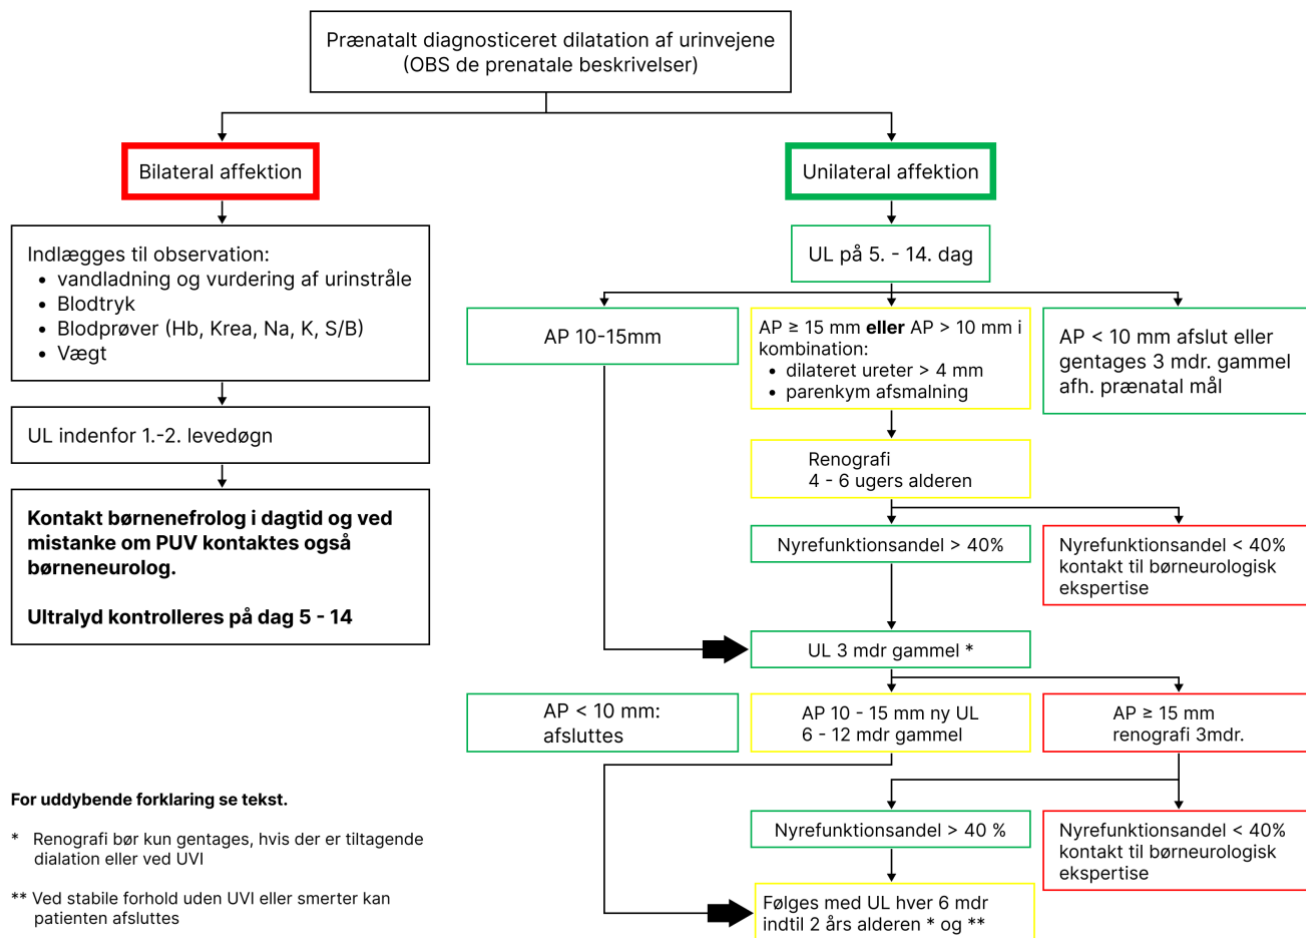 Prænatalt diagnosticeret dilatation af urinvejene
(OBS de prenatale beskrivelser)
Bilateral affektion
Indlægges til observation:
• vandladning og vurdering af urinstråle
• Blodtryk
• Blodprøver (Hb, Krea, Na, K, S/B)
• Vægt
UL indenfor 1.-2. levedøgn
Kontakt børnenefrolog i dagtid og ved
mistanke om PUV kontaktes også
børneneurolog.
Ultralyd kontrolleres på dag 5 - 14
Unilateral affektion
UL på 5. - 14. dag
AP 10-15mm
AP ≥ 15 mm eller AP > 10 mm i
kombination:
• dilateret ureter > 4 mm
• parenkym afsmalning
AP < 10 mm afslut eller
gentages 3 mdr. gammel
afh. prænatal mål
Renografi
4 - 6 ugers alderen
Nyrefunktionsandel > 40%
Nyrefunktionsandel < 40%
kontakt til børneurologisk
ekspertise
UL 3 mdr gammel *
AP < 10 mm:
afsluttes
AP 10 - 15 mm ny UL
6 - 12 mdr gammel
AP ≥ 15 mm
renografi 3mdr.
Nyrefunktionsandel > 40 %
Nyrefunktionsandel < 40%
kontakt til børneurologisk
ekspertise
Følges med UL hver 6 mdr
indtil 2 års alderen * og **
For uddybende forklaring se tekst.
* Renografi bør kun gentages, hvis der er tiltagende
dialation eller ved UVI
** Ved stabile forhold uden UVI eller smerter kan
patienten afsluttes